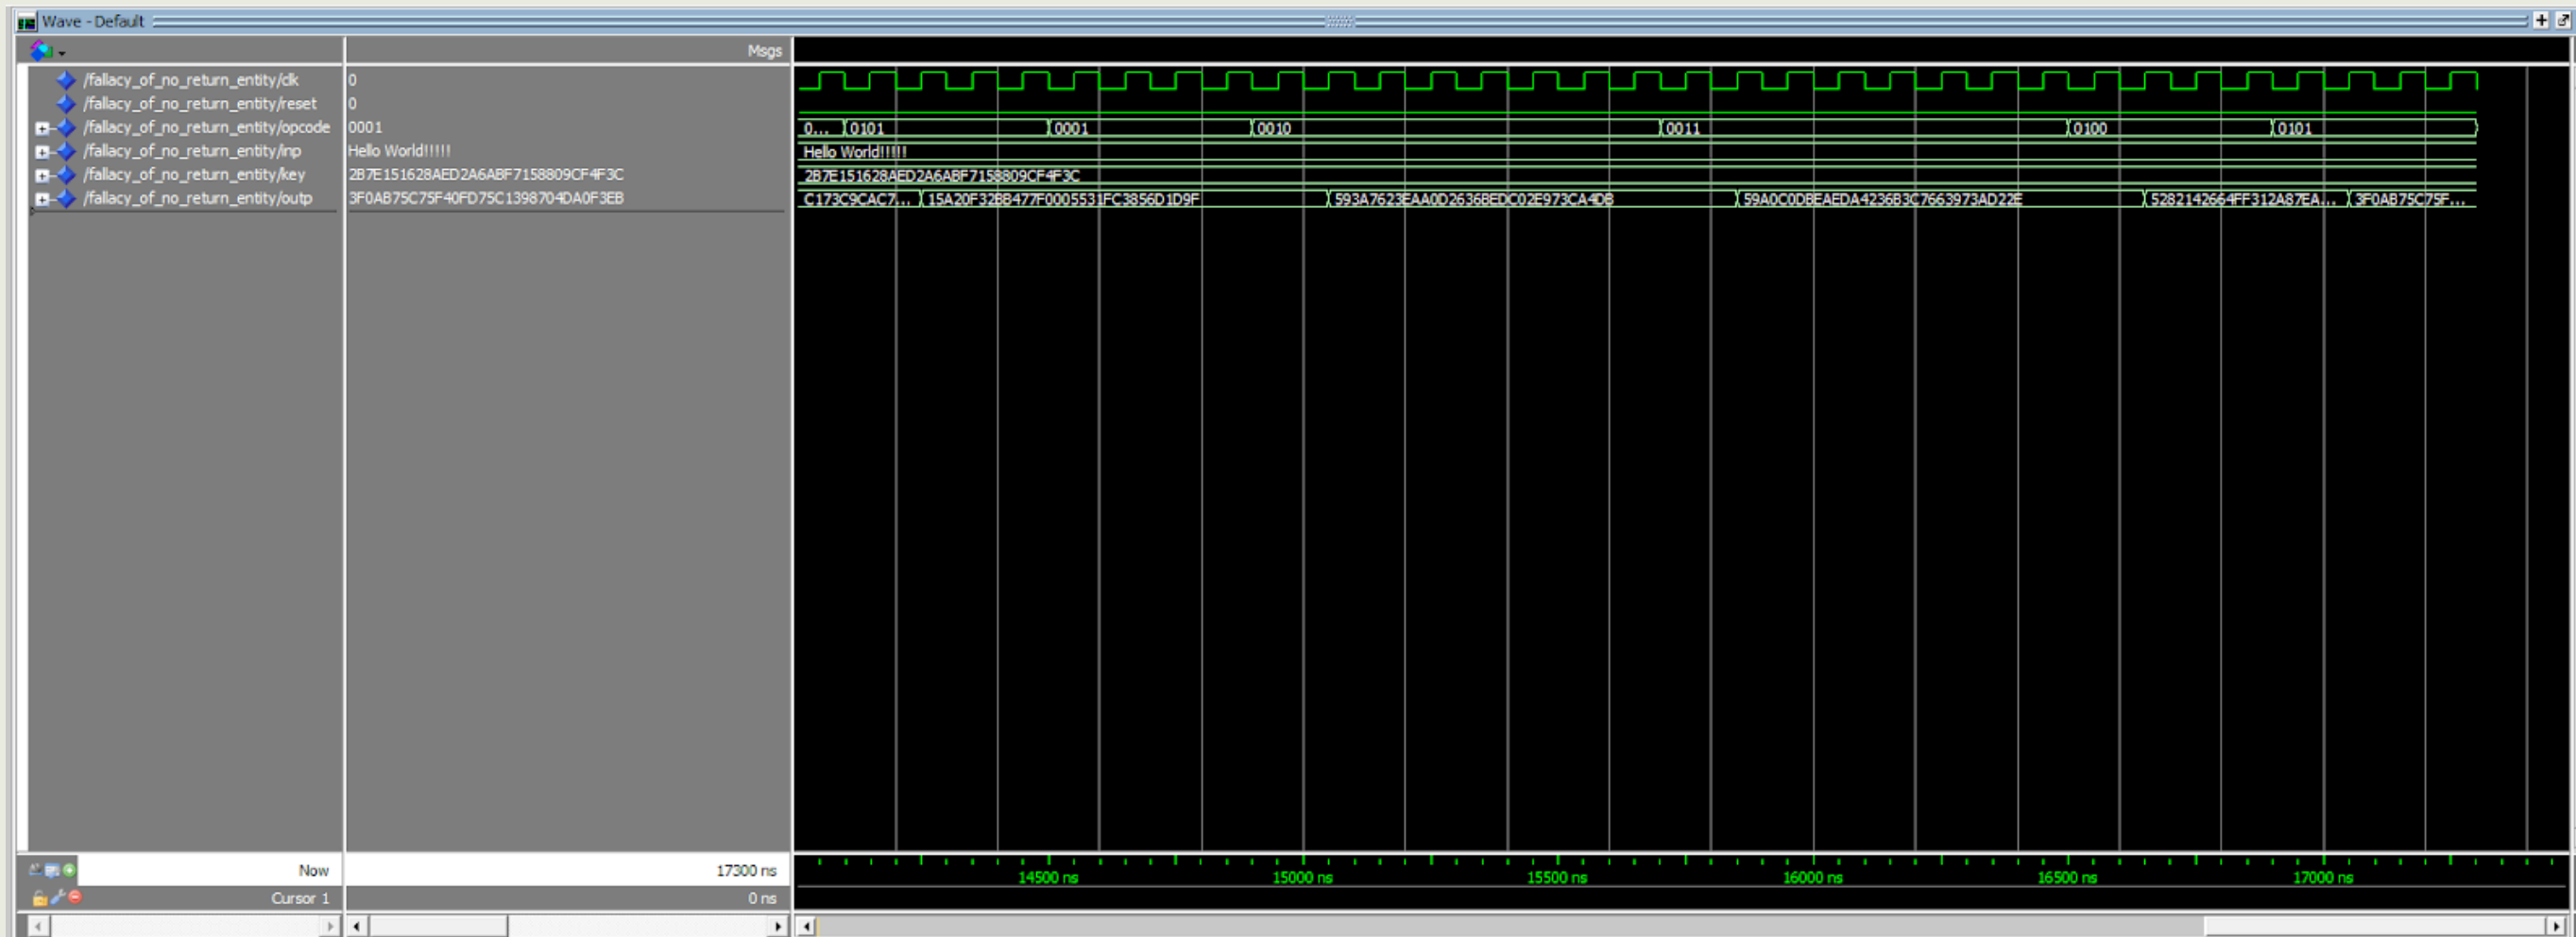 Wave - Default
Msgs
/fallacy_of_no_return_entity/clk 0
/fallacy_of_no_return_entity/reset 0
/fallacy_of_no_return_entity/opcode 0001 0... 0101 0001 0010 0011 0100 0101
/fallacy_of_no_return_entity/inp Hello World!!!!! Hello World!!!!!
/fallacy_of_no_return_entity/key 2B7E151628AED2A6ABF7158809CF4F3C 2B7E151628AED2A6ABF7158809CF4F3C
/fallacy_of_no_return_entity/outp 3F0AB75C75F40FD75C1398704DA0F3EB C173C9CAC7... 15A20F32BB477F0005531FC3856D1D9F 593A7623EAA0D2636BEDC02E973CA4DB 59A0C0DBEAEDA4236B3C7663973AD22E 5282142664FF312A87EA... 3F0AB75C75F...
Now 17300 ns
14500 ns 15000 ns 15500 ns 16000 ns 16500 ns 17000 ns
Cursor 1 0 ns